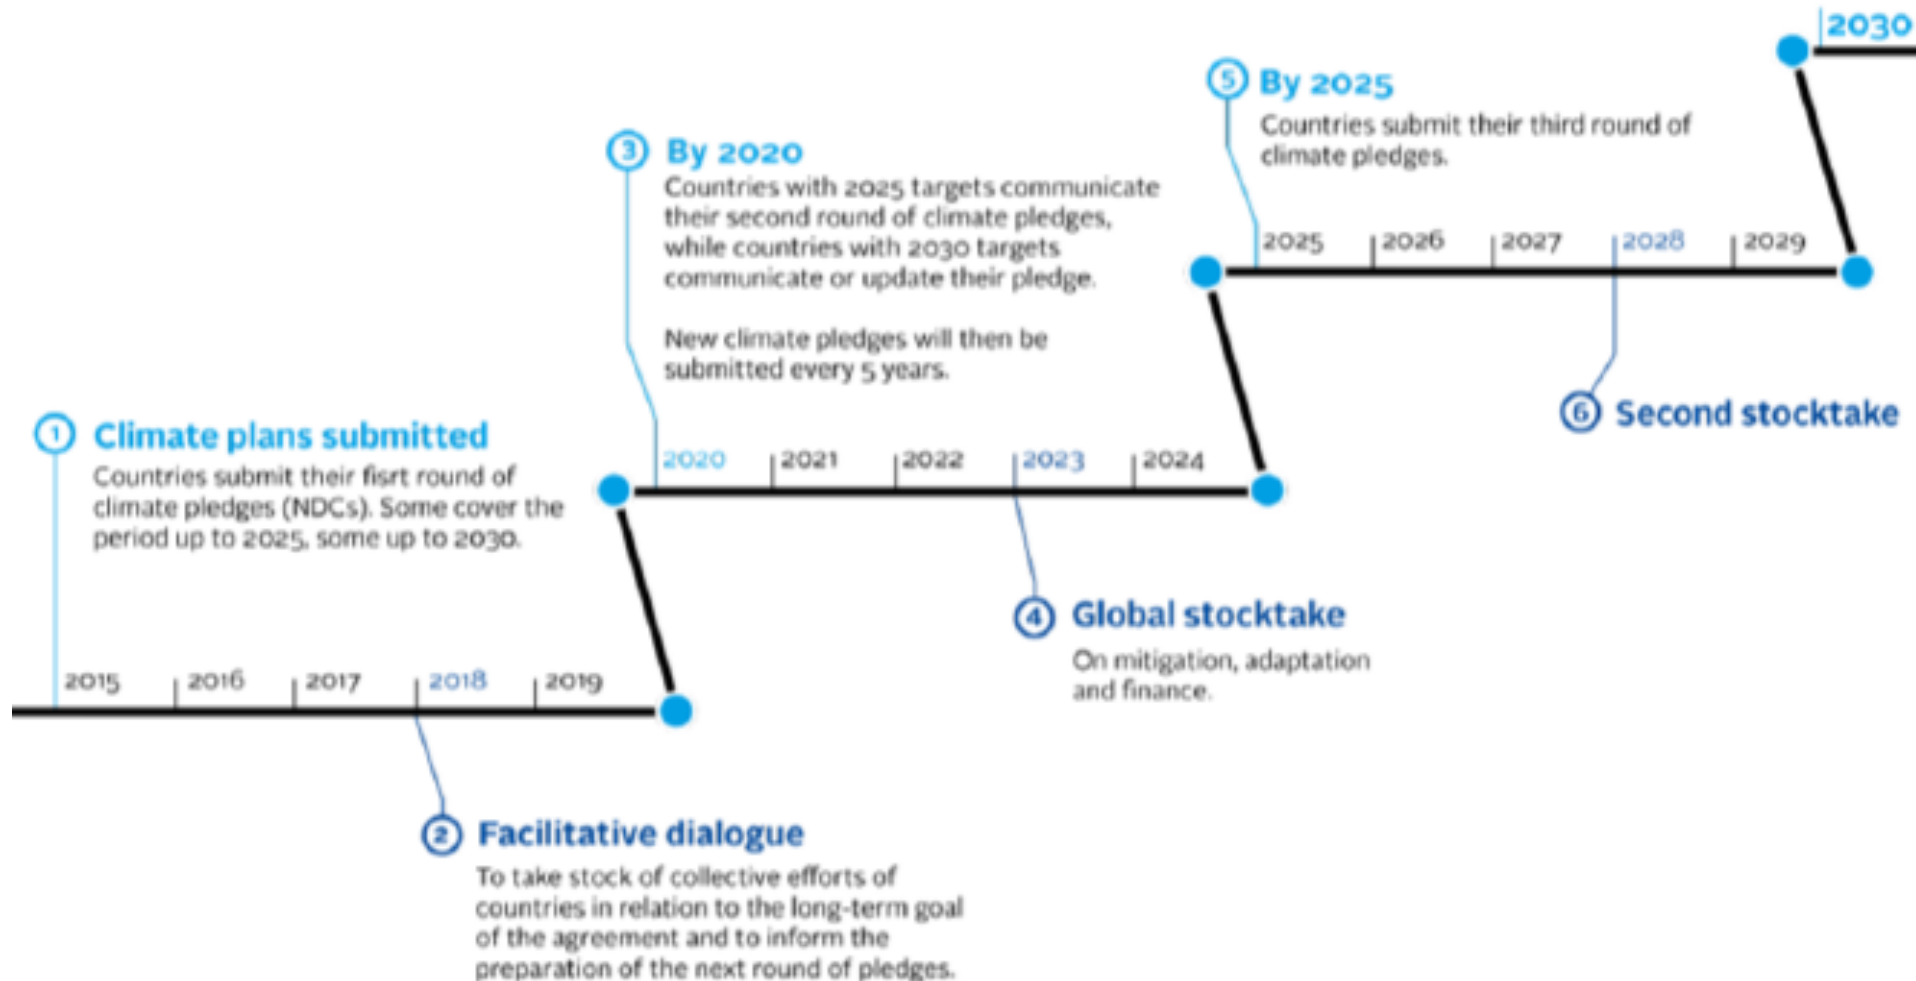 ① Climate plans submitted
Countries submit their fisrt round of
climate pledges (NDCs). Some cover the
period up to 2025, some up to 2030.
2015 2016 2017 2018 2019
② Facilitative dialogue
To take stock of collective efforts of
countries in relation to the long-term goal
of the agreement and to inform the
preparation of the next round of pledges.
③ By 2020
Countries with 2025 targets communicate
their second round of climate pledges,
while countries with 2030 targets
communicate or update their pledge.
New climate pledges will then be
submitted every 5 years.
2020 2021 2022 2023 2024
④ Global stocktake
On mitigation, adaptation
and finance.
⑤ By 2025
Countries submit their third round of
climate pledges.
2025 2026 2027 2028 2029
⑥ Second stocktake
2030